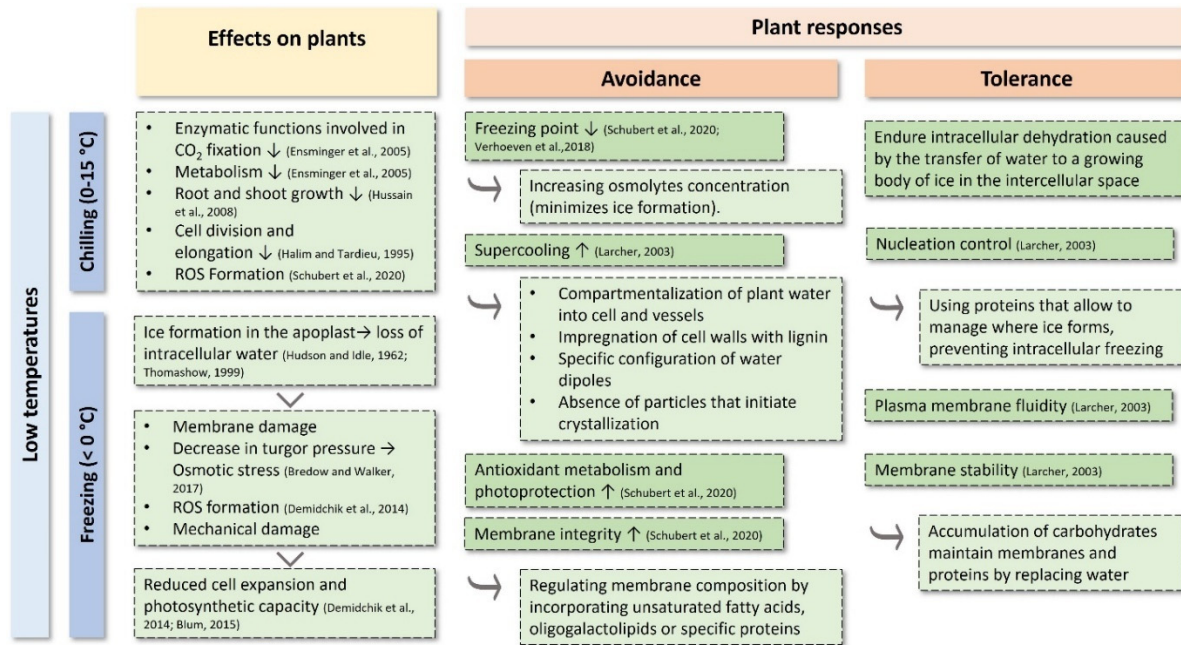 Effects on plants
Plant responses
Avoidance
Tolerance
Low temperatures
Chilling (0-15 °C)
• Enzymatic functions involved in
CO₂ fixation ↓ (Ensminger et al., 2005)
• Metabolism ↓ (Ensminger et al., 2005)
• Root and shoot growth ↓ (Hussain
et al., 2008)
• Cell division and
elongation ↓ (Halim and Tardieu, 1995)
• ROS Formation (Schubert et al., 2020)
Freezing (< 0 °C)
Ice formation in the apoplast→ loss of
intracellular water (Hudson and Idle, 1962;
Thomashow, 1999)
• Membrane damage
• Decrease in turgor pressure →
Osmotic stress (Bredow and Walker,
2017)
• ROS formation (Demidchik et al., 2014)
• Mechanical damage
Reduced cell expansion and
photosynthetic capacity (Demidchik et al.,
2014; Blum, 2015)
Freezing point ↓ (Schubert et al., 2020;
Verhoeven et al.,2018)
Increasing osmolytes concentration
(minimizes ice formation).
Supercooling ↑ (Larcher, 2003)
• Compartmentalization of plant water
into cell and vessels
• Impregnation of cell walls with lignin
• Specific configuration of water
dipoles
• Absence of particles that initiate
crystallization
Antioxidant metabolism and
photoprotection ↑ (Schubert et al., 2020)
Membrane integrity ↑ (Schubert et al., 2020)
Regulating membrane composition by
incorporating unsaturated fatty acids,
oligogalactolipids or specific proteins
Endure intracellular dehydration caused
by the transfer of water to a growing
body of ice in the intercellular space
Nucleation control (Larcher, 2003)
Using proteins that allow to
manage where ice forms,
preventing intracellular freezing
Plasma membrane fluidity (Larcher, 2003)
Membrane stability (Larcher, 2003)
Accumulation of carbohydrates
maintain membranes and
proteins by replacing water